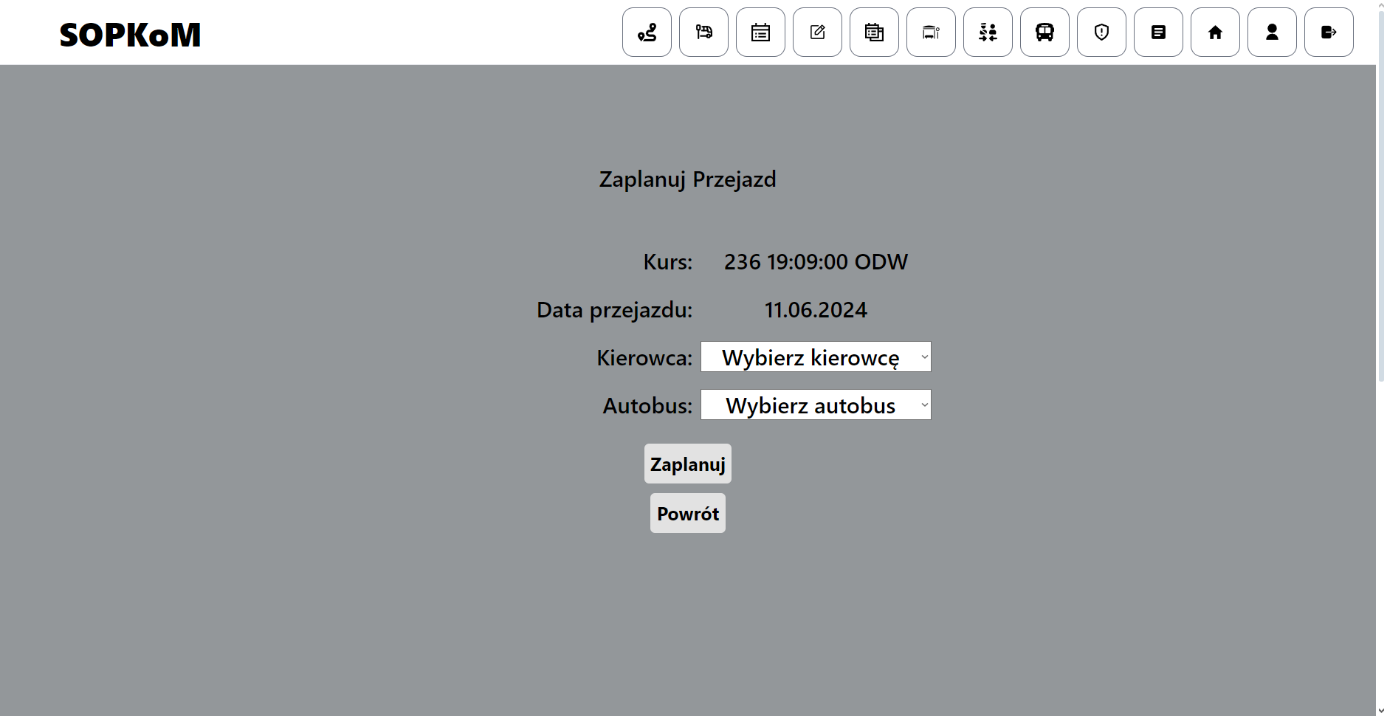 SOPKoM
Zaplanuj Przejazd
Kurs: 236 19:09:00 ODW
Data przejazdu: 11.06.2024
Kierowca: Wybierz kierowcę
Autobus: Wybierz autobus
Zaplanuj
Powrót